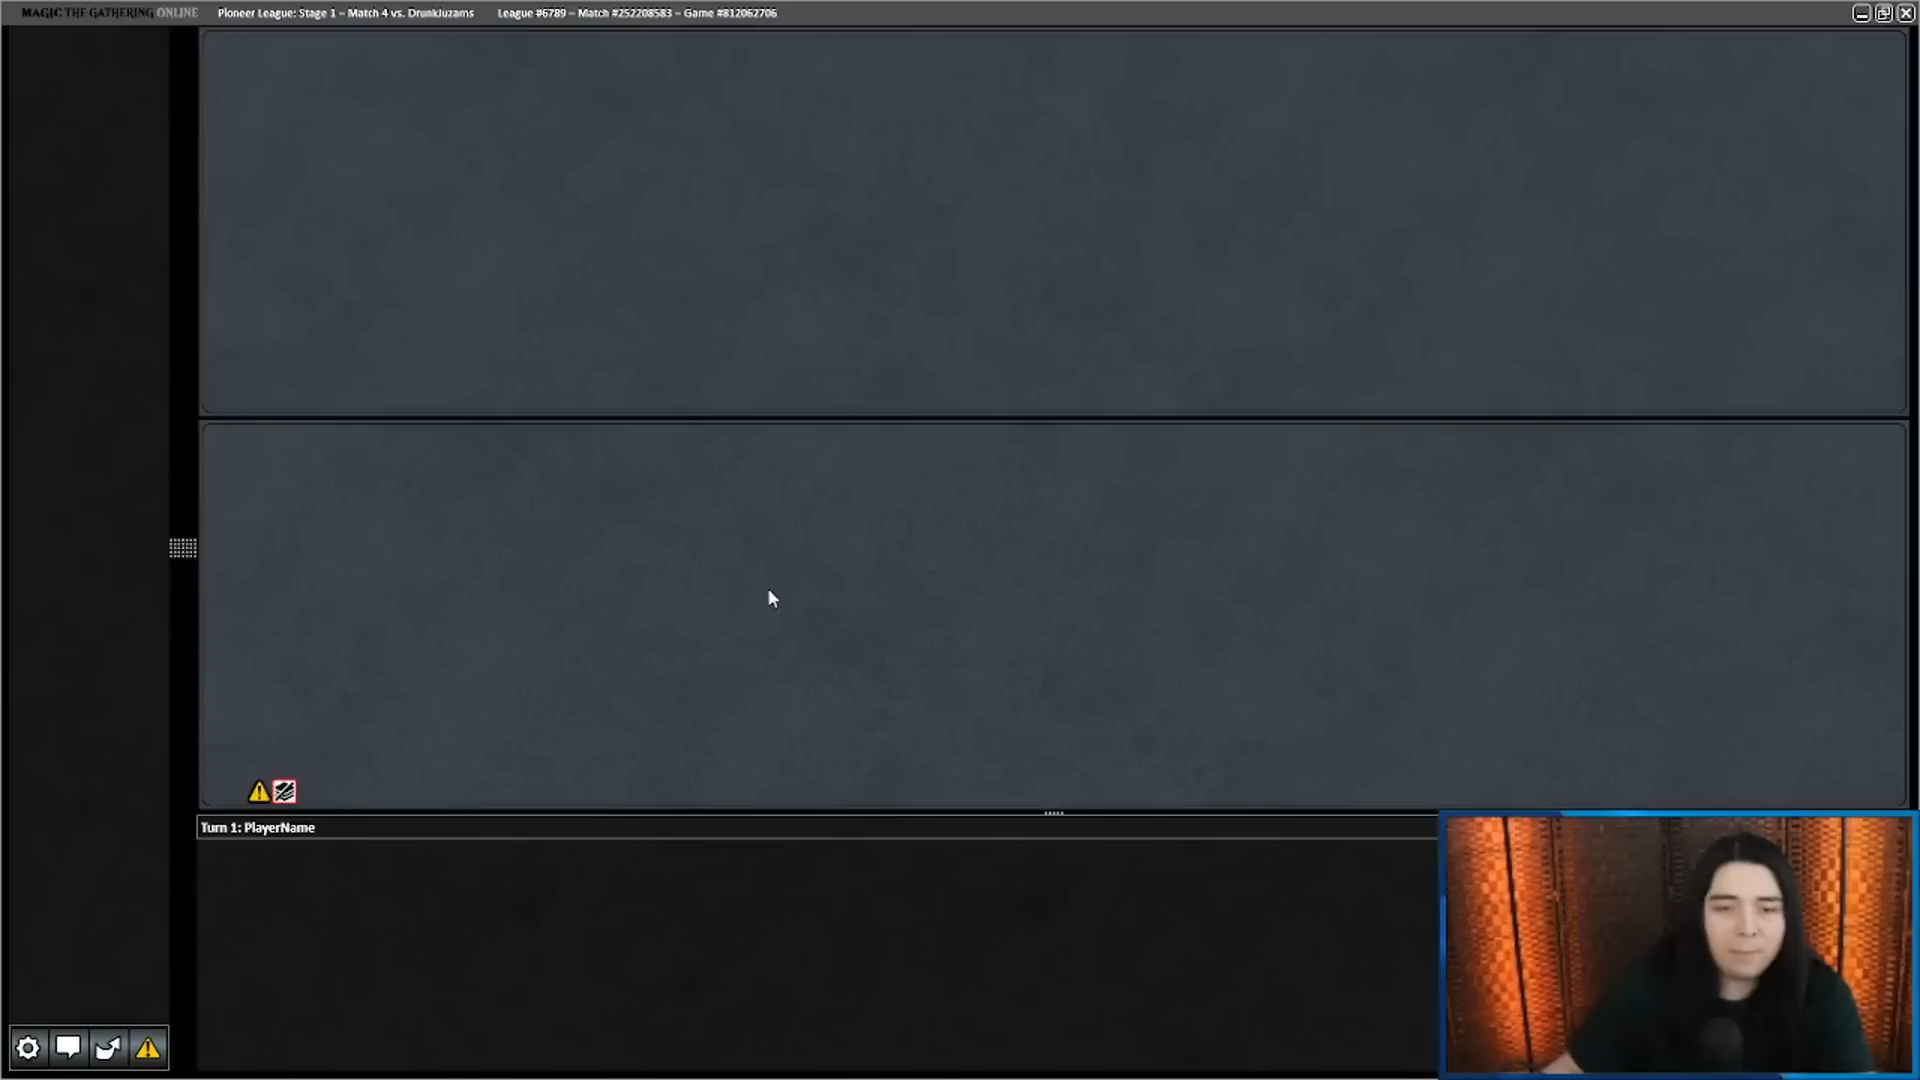 MAGIC THE GATHERING ONLINE Pioneer League: Stage 1 – Match 4 vs. DrunkJuzams League #6789 – Match #252208583 – Game #812062706
Turn 1: PlayerName